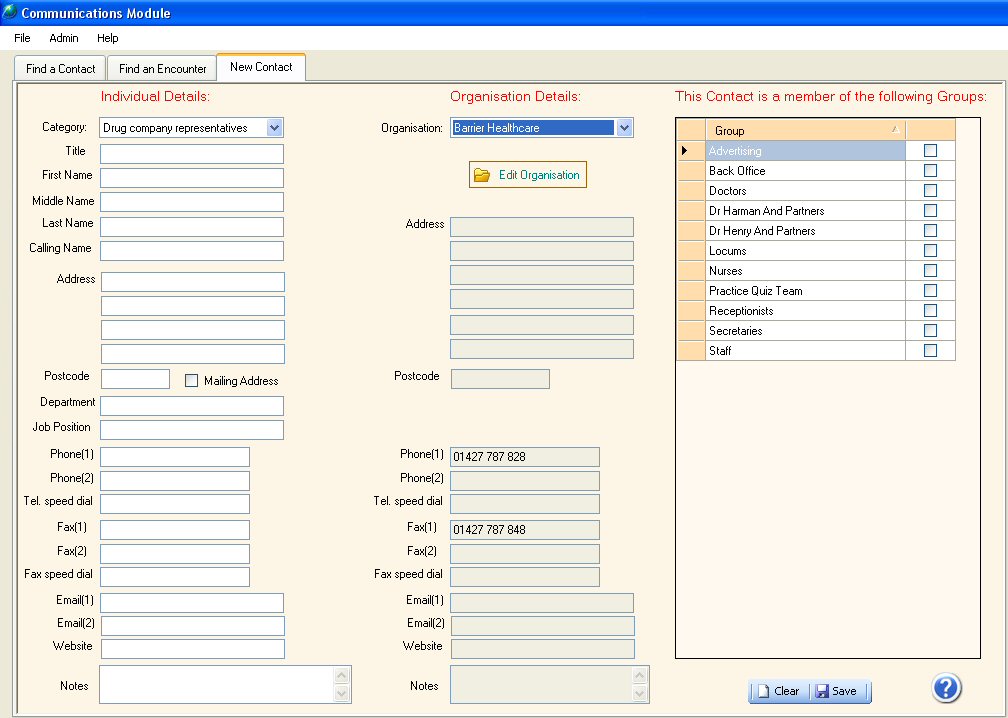 Communications Module
File Admin Help
Find a Contact Find an Encounter New Contact
Individual Details:
Category: Drug company representatives
Title
First Name
Middle Name
Last Name
Calling Name
Address
Postcode Mailing Address
Department
Job Position
Phone(1)
Phone(2)
Tel. speed dial
Fax(1)
Fax(2)
Fax speed dial
Email(1)
Email(2)
Website
Notes
Organisation Details:
Organisation: Barrier Healthcare
Edit Organisation
Address
Postcode
Phone(1) 01427 787 828
Phone(2)
Tel. speed dial
Fax(1) 01427 787 848
Fax(2)
Fax speed dial
Email(1)
Email(2)
Website
Notes
This Contact is a member of the following Groups:
Group
Advertising
Back Office
Doctors
Dr Harman And Partners
Dr Henry And Partners
Locums
Nurses
Practice Quiz Team
Receptionists
Secretaries
Staff
Clear Save ?